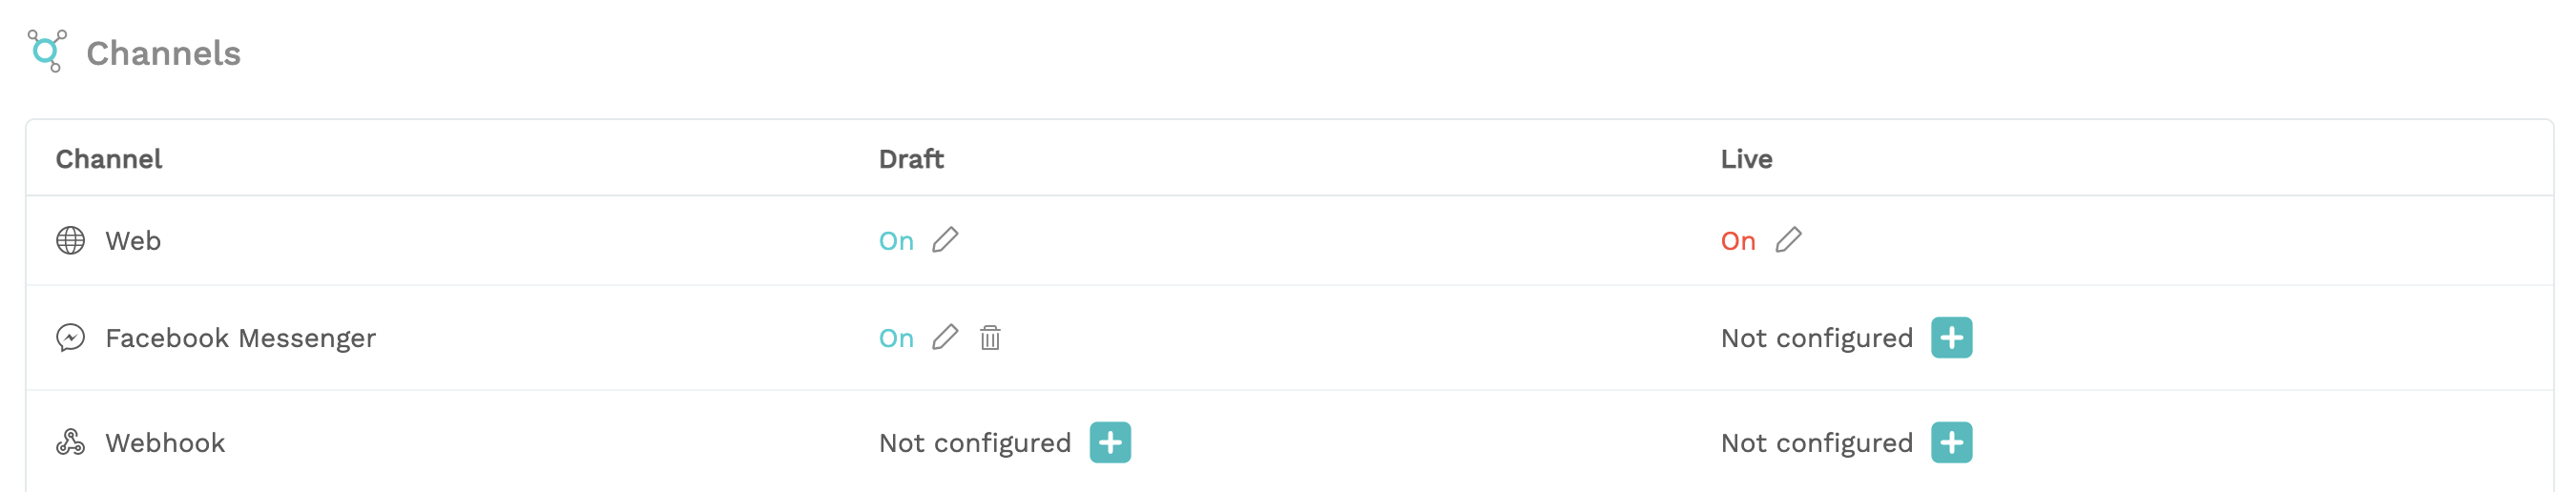 Channels
Channel Draft Live
Web On On
Facebook Messenger On Not configured
Webhook Not configured Not configured